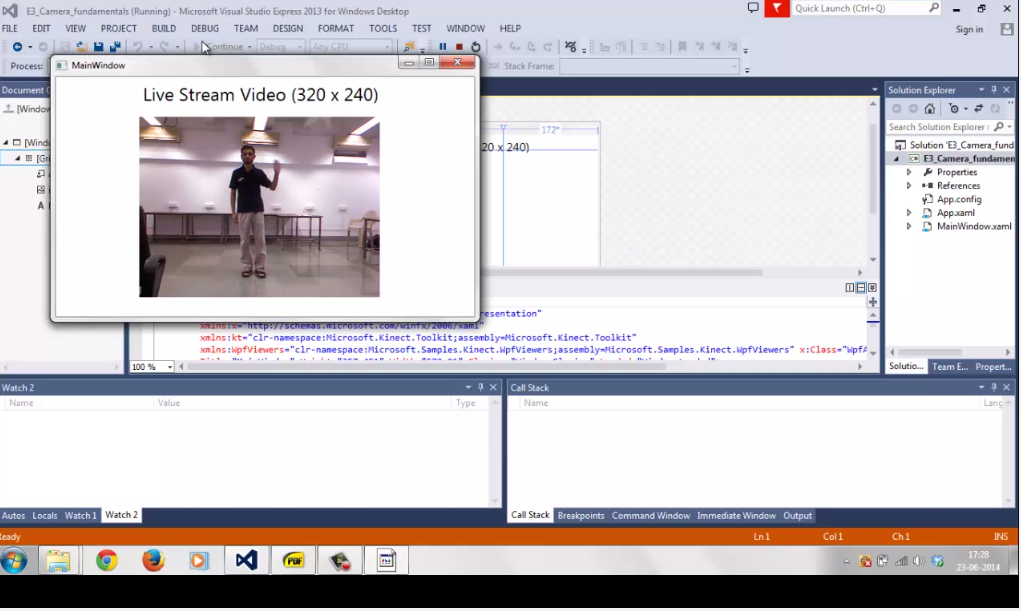 E3_Camera_fundamentals (Running) - Microsoft Visual Studio Express 2013 for Windows Desktop
Quick Launch (Ctrl+Q)
FILE EDIT VIEW PROJECT BUILD DEBUG TEAM DESIGN FORMAT TOOLS TEST WINDOW HELP
Sign in
Continue Debug Any CPU
Process:
Stack Frame:
MainWindow
Live Stream Video (320 x 240)
Document O
[Window
[Wind
[Gri
A
172*
20 x 240)
Solution Explorer
Search Solution Explorer
Solution 'E3_Camera_fund
E3_Camera_fundamen
Properties
References
App.config
App.xaml
MainWindow.xaml
presentation"
xmlns:x="http://schemas.microsoft.com/winfx/2006/xaml"
xmlns:kt="clr-namespace:Microsoft.Kinect.Toolkit;assembly=Microsoft.Kinect.Toolkit"
xmlns:WpfViewers="clr-namespace:Microsoft.Samples.Kinect.WpfViewers;assembly=Microsoft.Samples.Kinect.WpfViewers" x:Class="WpfA
100 %
Solutio... Team E... Propert...
Watch 2
Name Value Type
Call Stack
Name Lang
Autos Locals Watch 1 Watch 2
Call Stack Breakpoints Command Window Immediate Window Output
Ready
Ln 1 Col 1 Ch 1 INS
PDF
17:28
23-06-2014